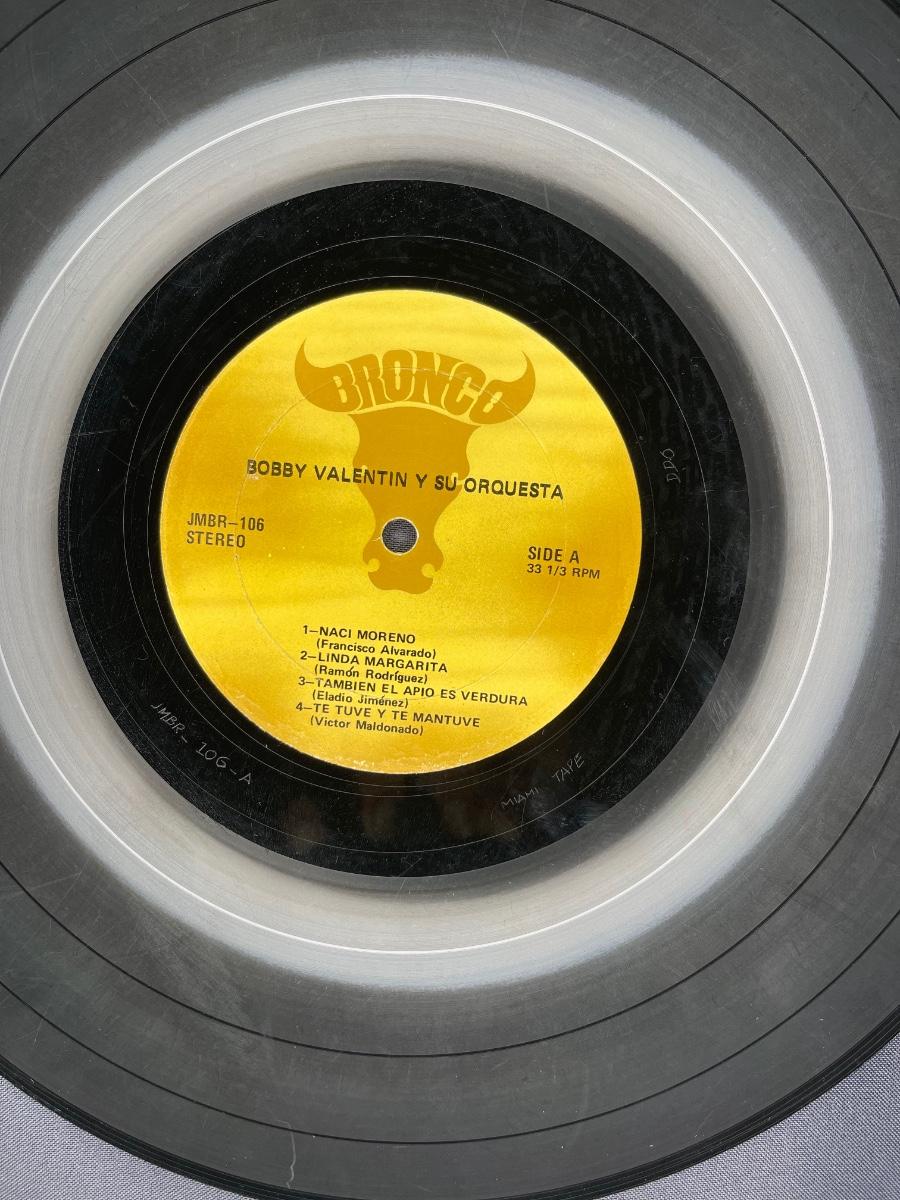 BRONCO
BOBBY VALENTIN Y SU ORQUESTA
JMBR-106
STEREO
SIDE A
33 1/3 RPM
1-NACI MORENO
(Francisco Alvarado)
2-LINDA MARGARITA
(Ramón Rodríguez)
3-TAMBIEN EL APIO ES VERDURA
(Eladio Jiménez)
4-TE TUVE Y TE MANTUVE
(Victor Maldonado)
JMBR-106-A
MIAMI TAPE